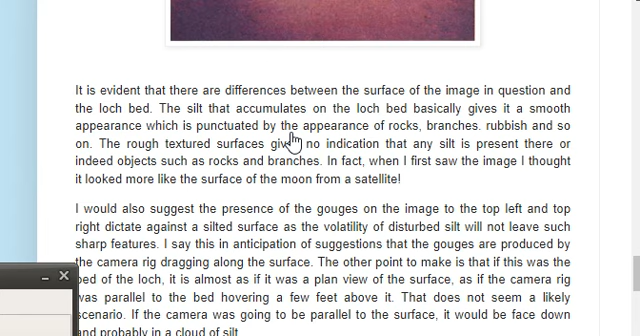 It is evident that there are differences between the surface of the image in question and
the loch bed. The silt that accumulates on the loch bed basically gives it a smooth
appearance which is punctuated by the appearance of rocks, branches. rubbish and so
on. The rough textured surfaces give no indication that any silt is present there or
indeed objects such as rocks and branches. In fact, when I first saw the image I thought
it looked more like the surface of the moon from a satellite!
I would also suggest the presence of the gouges on the image to the top left and top
right dictate against a silted surface as the volatility of disturbed silt will not leave such
sharp features. I say this in anticipation of suggestions that the gouges are produced by
the camera rig dragging along the surface. The other point to make is that if this was the
bed of the loch, it is almost as if it was a plan view of the surface, as if the camera rig
was parallel to the bed hovering a few feet above it. That does not seem a likely
scenario. If the camera was going to be parallel to the surface, it would be face down
and probably in a cloud of silt